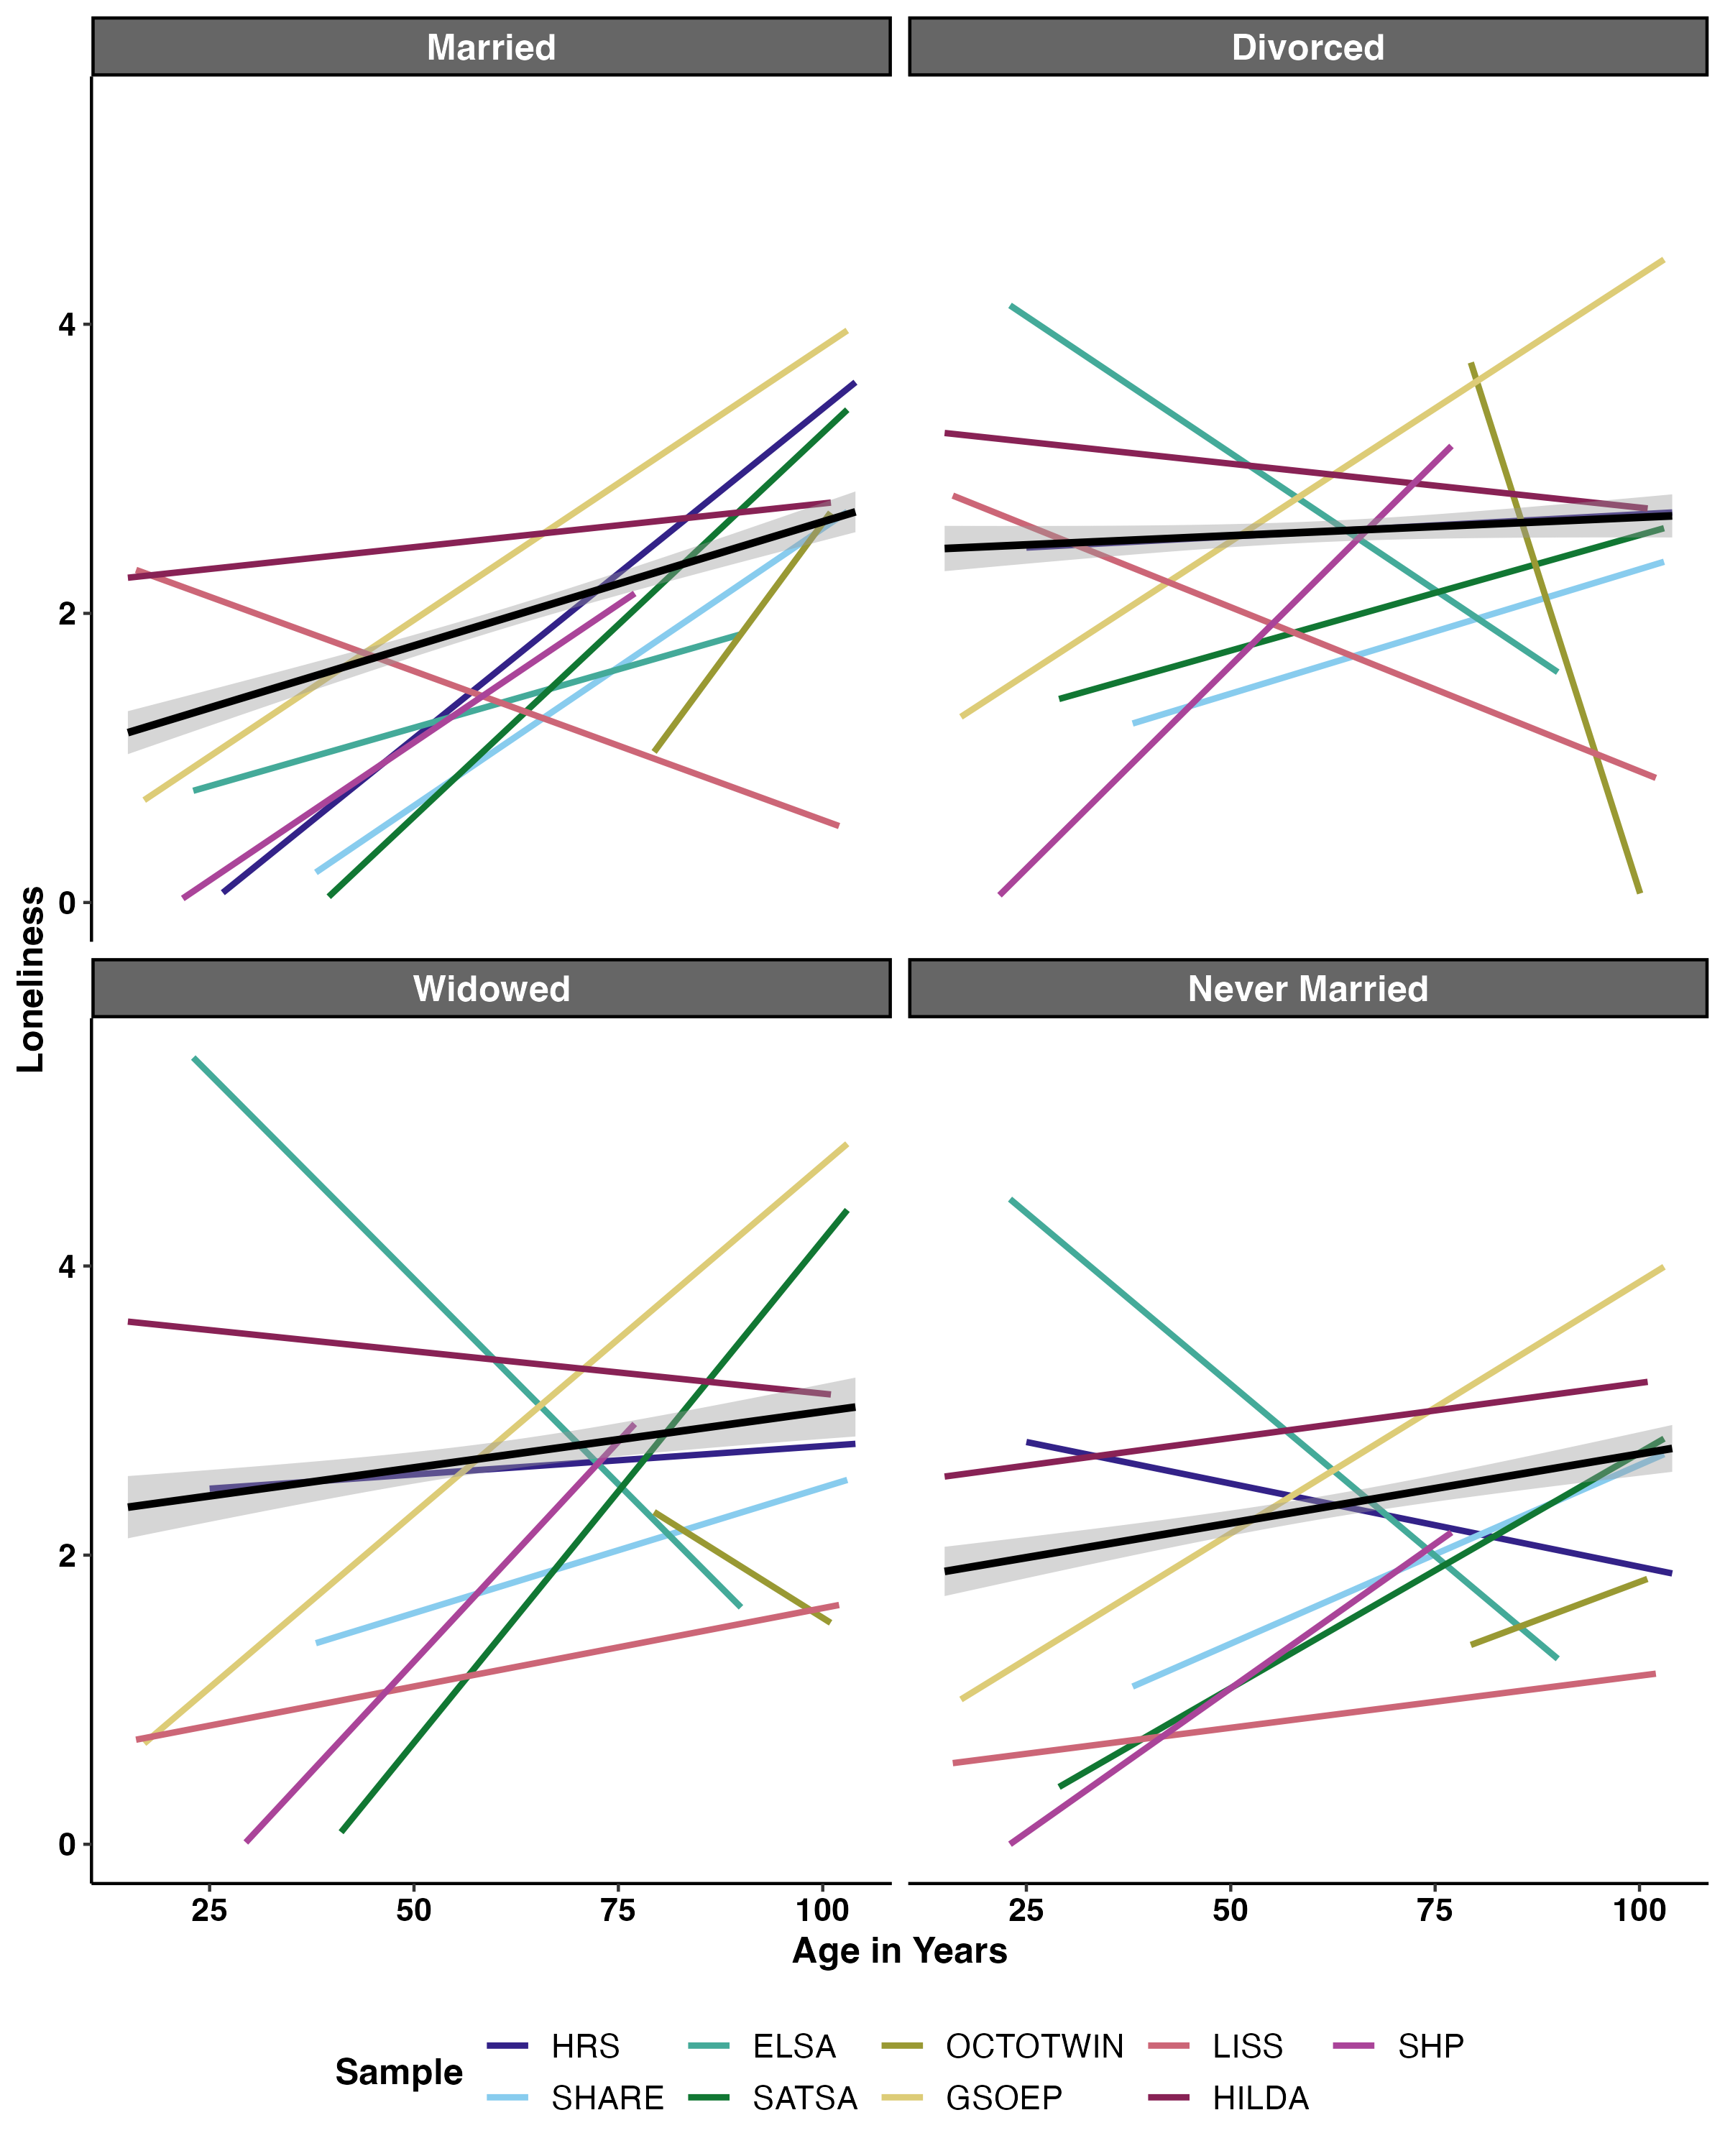 Married
Divorced
4
2
0
Loneliness
Widowed
Never Married
4
2
0
25 50 75 100 25 50 75 100
Age in Years
Sample
HRS ELSA OCTOTWIN LISS SHP
SHARE SATSA GSOEP HILDA